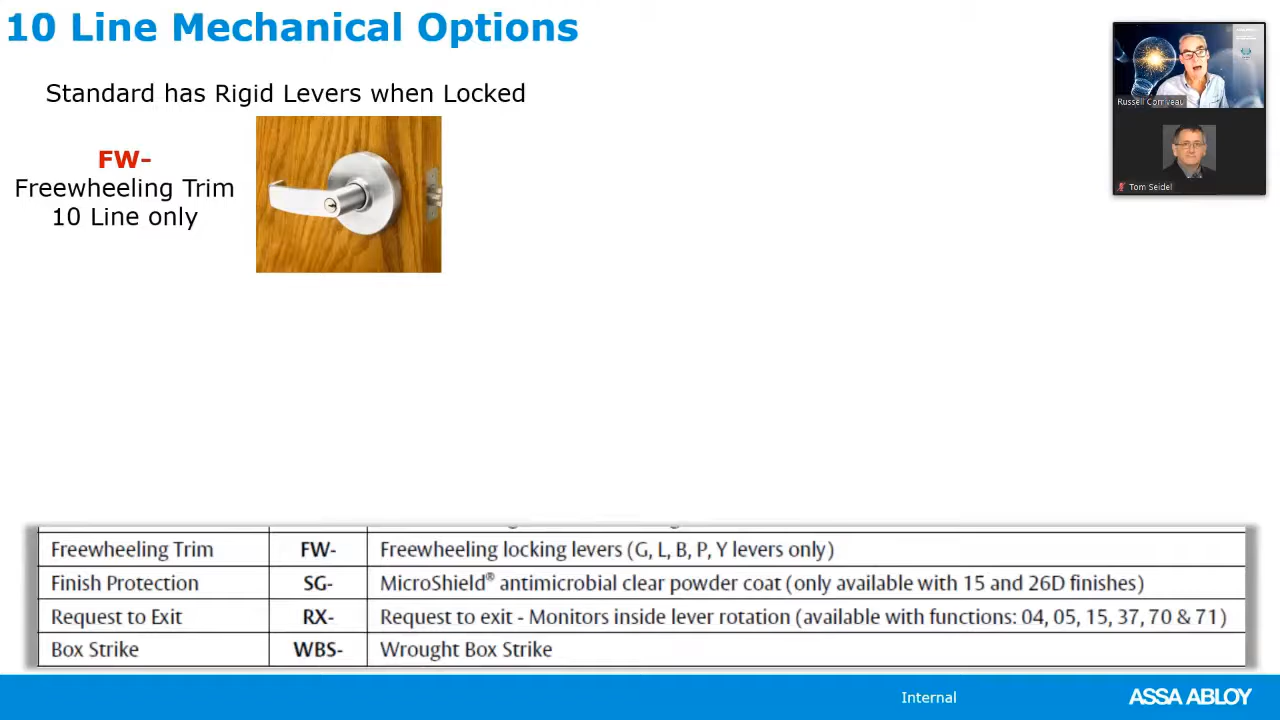 10 Line Mechanical Options
Standard has Rigid Levers when Locked
FW-
Freewheeling Trim
10 Line only
Russell Corriveau
Tom Seidel
Freewheeling Trim FW- Freewheeling locking levers (G, L, B, P, Y levers only)
Finish Protection SG- MicroShield® antimicrobial clear powder coat (only available with 15 and 26D finishes)
Request to Exit RX- Request to exit - Monitors inside lever rotation (available with functions: 04, 05, 15, 37, 70 & 71)
Box Strike WBS- Wrought Box Strike
Internal
ASSA ABLOY